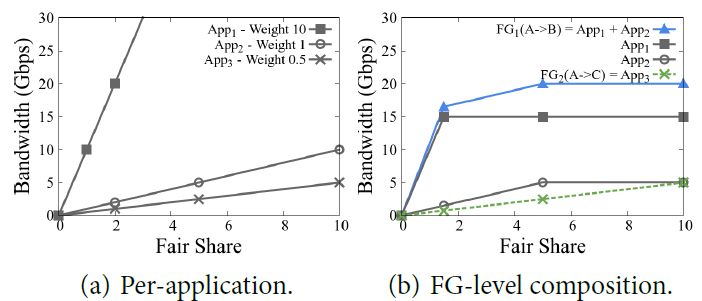 30
25
20
15
10
5
0
0 2 4 6 8 10
Bandwidth (Gbps)
Fair Share
App₁ - Weight 10
App₂ - Weight 1
App₃ - Weight 0.5
(a) Per-application.
30
25
20
15
10
5
0
0 2 4 6 8 10
Bandwidth (Gbps)
Fair Share
FG₁(A->B) = App₁ + App₂
App₁
App₂
FG₂(A->C) = App₃
(b) FG-level composition.